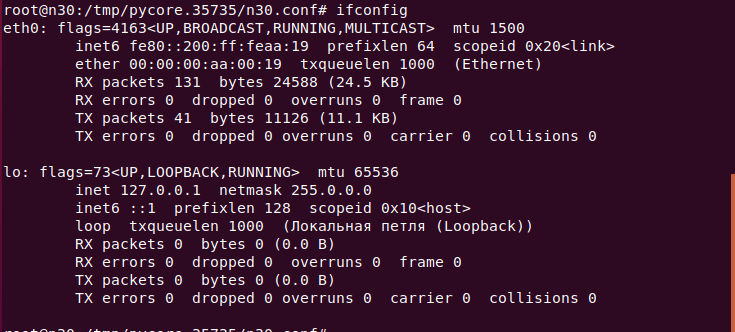 root@n30:/tmp/pycore.35735/n30.conf# ifconfig
eth0: flags=4163<UP,BROADCAST,RUNNING,MULTICAST>  mtu 1500
        inet6 fe80::200:ff:feaa:19  prefixlen 64  scopeid 0x20<link>
        ether 00:00:00:aa:00:19  txqueuelen 1000  (Ethernet)
        RX packets 131  bytes 24588 (24.5 KB)
        RX errors 0  dropped 0  overruns 0  frame 0
        TX packets 41  bytes 11126 (11.1 KB)
        TX errors 0  dropped 0 overruns 0  carrier 0  collisions 0

lo: flags=73<UP,LOOPBACK,RUNNING>  mtu 65536
        inet 127.0.0.1  netmask 255.0.0.0
        inet6 ::1  prefixlen 128  scopeid 0x10<host>
        loop  txqueuelen 1000  (Локальная петля (Loopback))
        RX packets 0  bytes 0 (0.0 B)
        RX errors 0  dropped 0  overruns 0  frame 0
        TX packets 0  bytes 0 (0.0 B)
        TX errors 0  dropped 0 overruns 0  carrier 0  collisions 0

root@n30:/tmp/pycore.35735/n30.conf#